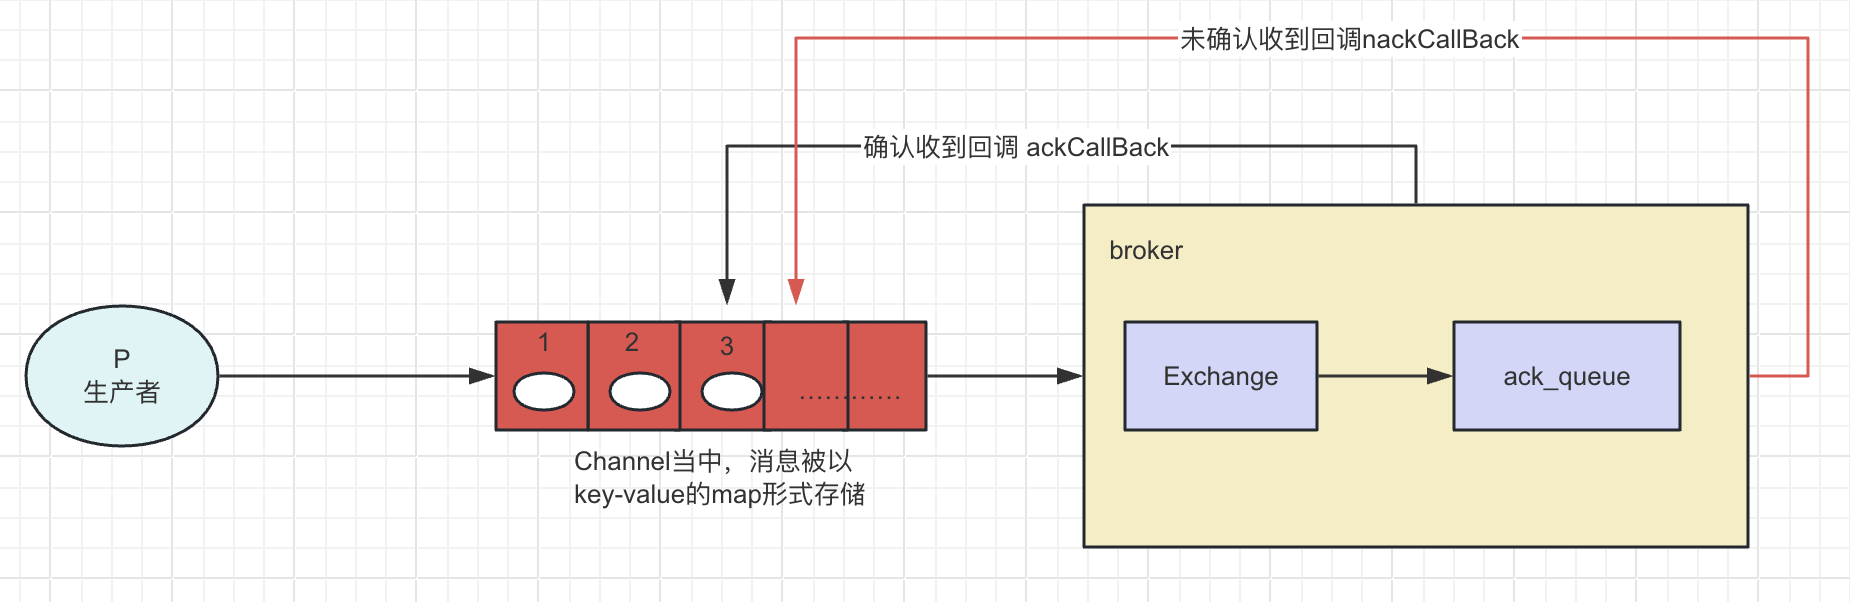 未确认收到回调nackCallBack
确认收到回调 ackCallBack
broker
P
生产者
1
2
3
…………
Exchange
ack_queue
Channel当中，消息被以
key-value的map形式存储